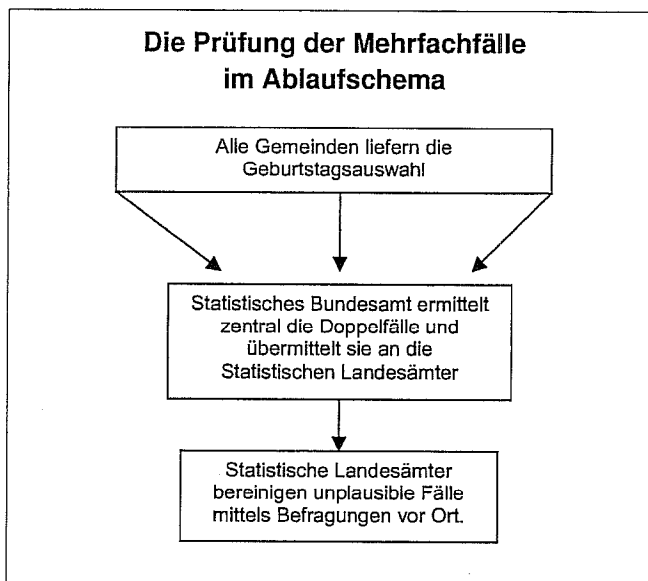 Die Prüfung der Mehrfachfälle
im Ablaufschema
Alle Gemeinden liefern die
Geburtstagsauswahl
Statistisches Bundesamt ermittelt
zentral die Doppelfälle und
übermittelt sie an die
Statistischen Landesämter
Statistische Landesämter
bereinigen unplausible Fälle
mittels Befragungen vor Ort.